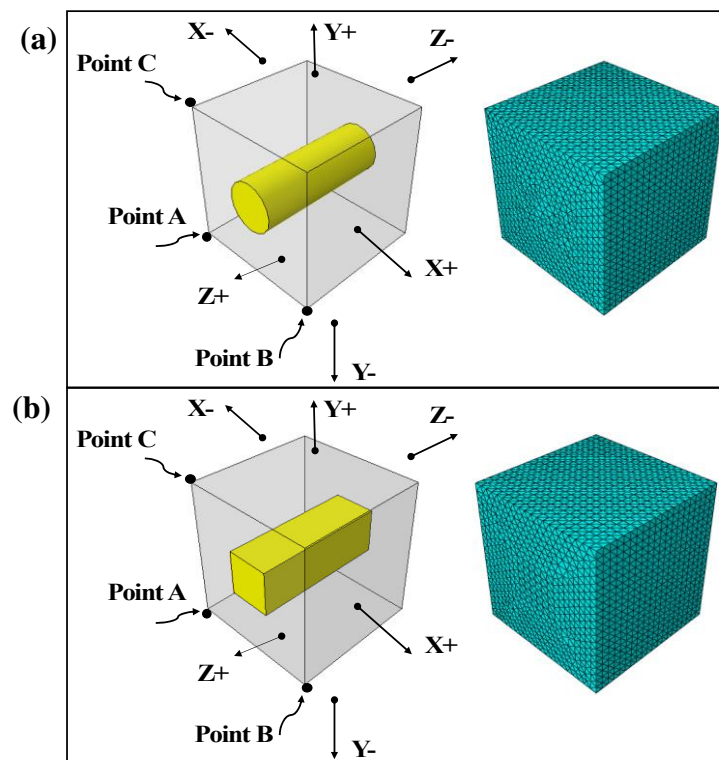 (a)
X-
Y+
Z-
Point C
Point A
Z+
X+
Point B
Y-
(b)
X-
Y+
Z-
Point C
Point A
Z+
X+
Point B
Y-